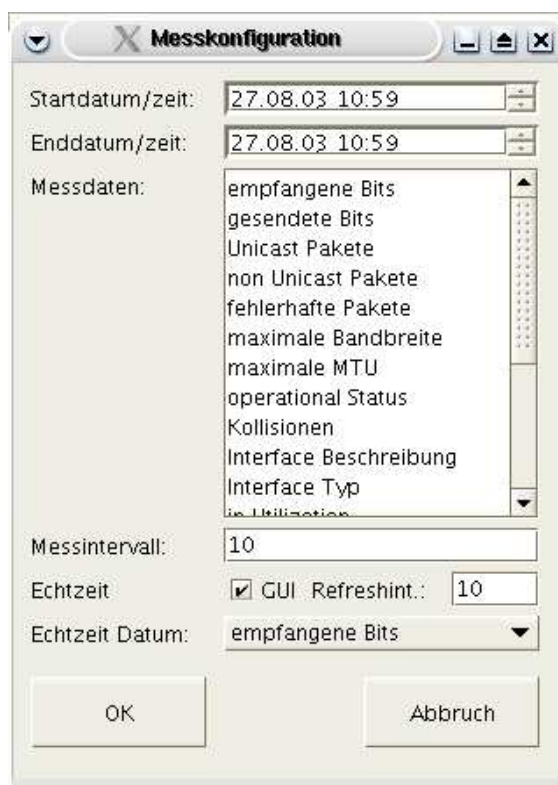 Messkonfiguration
Startdatum/zeit: 27.08.03 10:59
Enddatum/zeit: 27.08.03 10:59
Messdaten:
empfangene Bits
gesendete Bits
Unicast Pakete
non Unicast Pakete
fehlerhafte Pakete
maximale Bandbreite
maximale MTU
operational Status
Kollisionen
Interface Beschreibung
Interface Typ
in Utilization
Messintervall: 10
Echtzeit GUI Refreshint.: 10
Echtzeit Datum: empfangene Bits
OK Abbruch